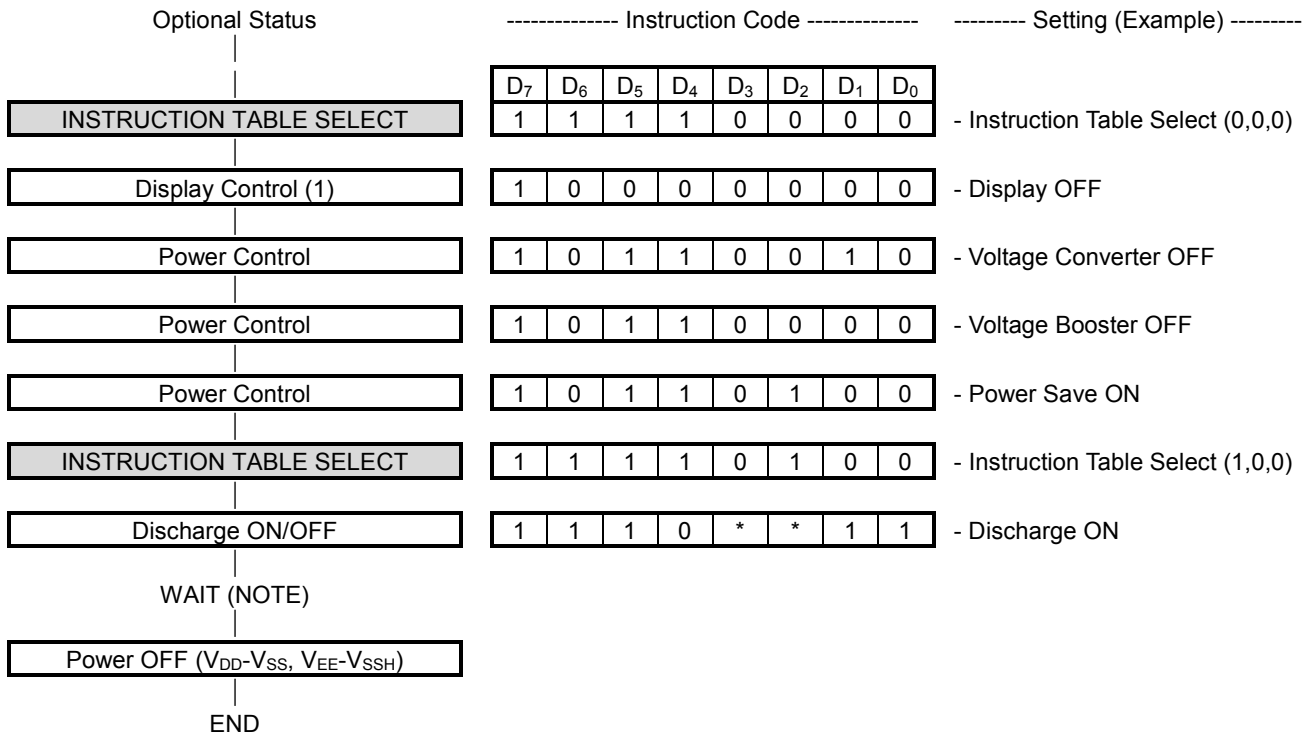 Optional Status -------------- Instruction Code -------------- --------- Setting (Example) ---------
D7 D6 D5 D4 D3 D2 D1 D0
INSTRUCTION TABLE SELECT 1 1 1 1 0 0 0 0 - Instruction Table Select (0,0,0)
Display Control (1) 1 0 0 0 0 0 0 0 - Display OFF
Power Control 1 0 1 1 0 0 1 0 - Voltage Converter OFF
Power Control 1 0 1 1 0 0 0 0 - Voltage Booster OFF
Power Control 1 0 1 1 0 1 0 0 - Power Save ON
INSTRUCTION TABLE SELECT 1 1 1 1 0 1 0 0 - Instruction Table Select (1,0,0)
Discharge ON/OFF 1 1 1 0 * * 1 1 - Discharge ON
WAIT (NOTE)
Power OFF (VDD-VSS, VEE-VSSH)
END